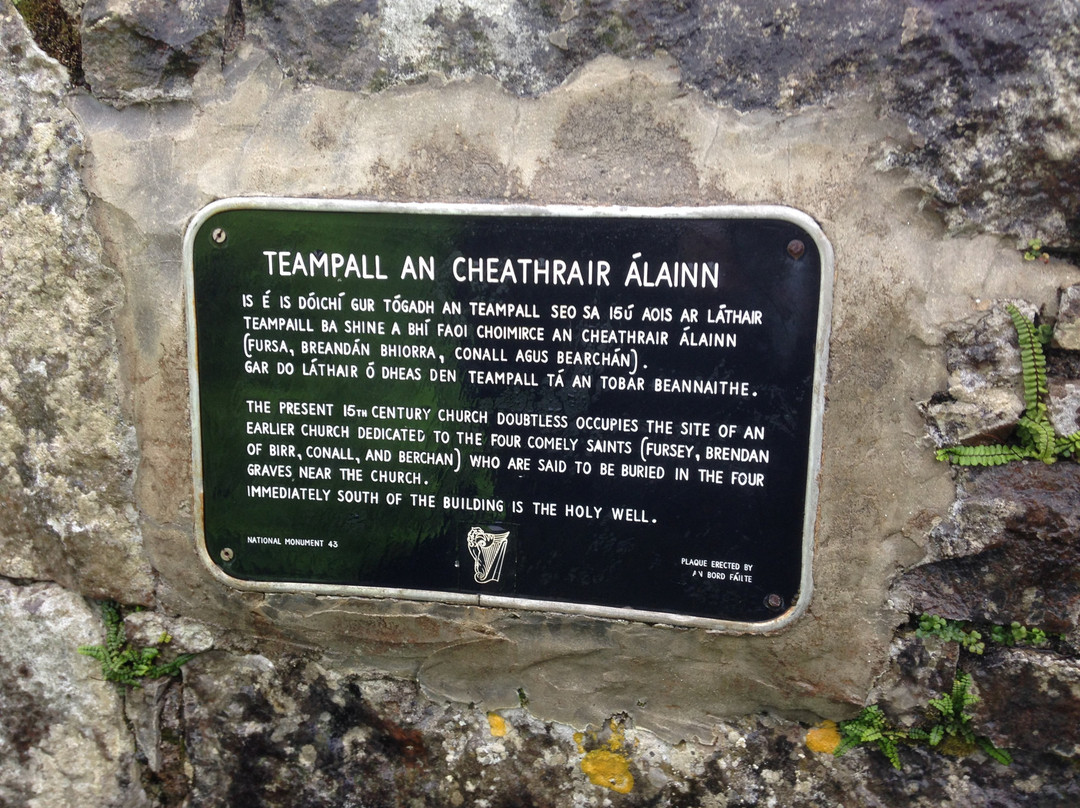 TEAMPALL AN CHEATHRAIR ÁLAINN
IS É IS DÓICHÍ GUR TÓGADH AN TEAMPALL SEO SA 15Ú AOIS AR LÁTHAIR
TEAMPAILL BA SHINE A BHÍ FAOI CHOIMIRCE AN CHEATHRAIR ÁLAINN
(FURSA, BREANDÁN BHIORRA, CONALL AGUS BEARCHÁN).
GAR DO LÁTHAIR Ó DHEAS DEN TEAMPALL TÁ AN TOBAR BEANNAITHE.
THE PRESENT 15TH CENTURY CHURCH DOUBTLESS OCCUPIES THE SITE OF AN
EARLIER CHURCH DEDICATED TO THE FOUR COMELY SAINTS (FURSEY, BRENDAN
OF BIRR, CONALL, AND BERCHAN) WHO ARE SAID TO BE BURIED IN THE FOUR
GRAVES NEAR THE CHURCH.
IMMEDIATELY SOUTH OF THE BUILDING IS THE HOLY WELL.
NATIONAL MONUMENT 43
PLAQUE ERECTED BY
AN BORD FÁILTE